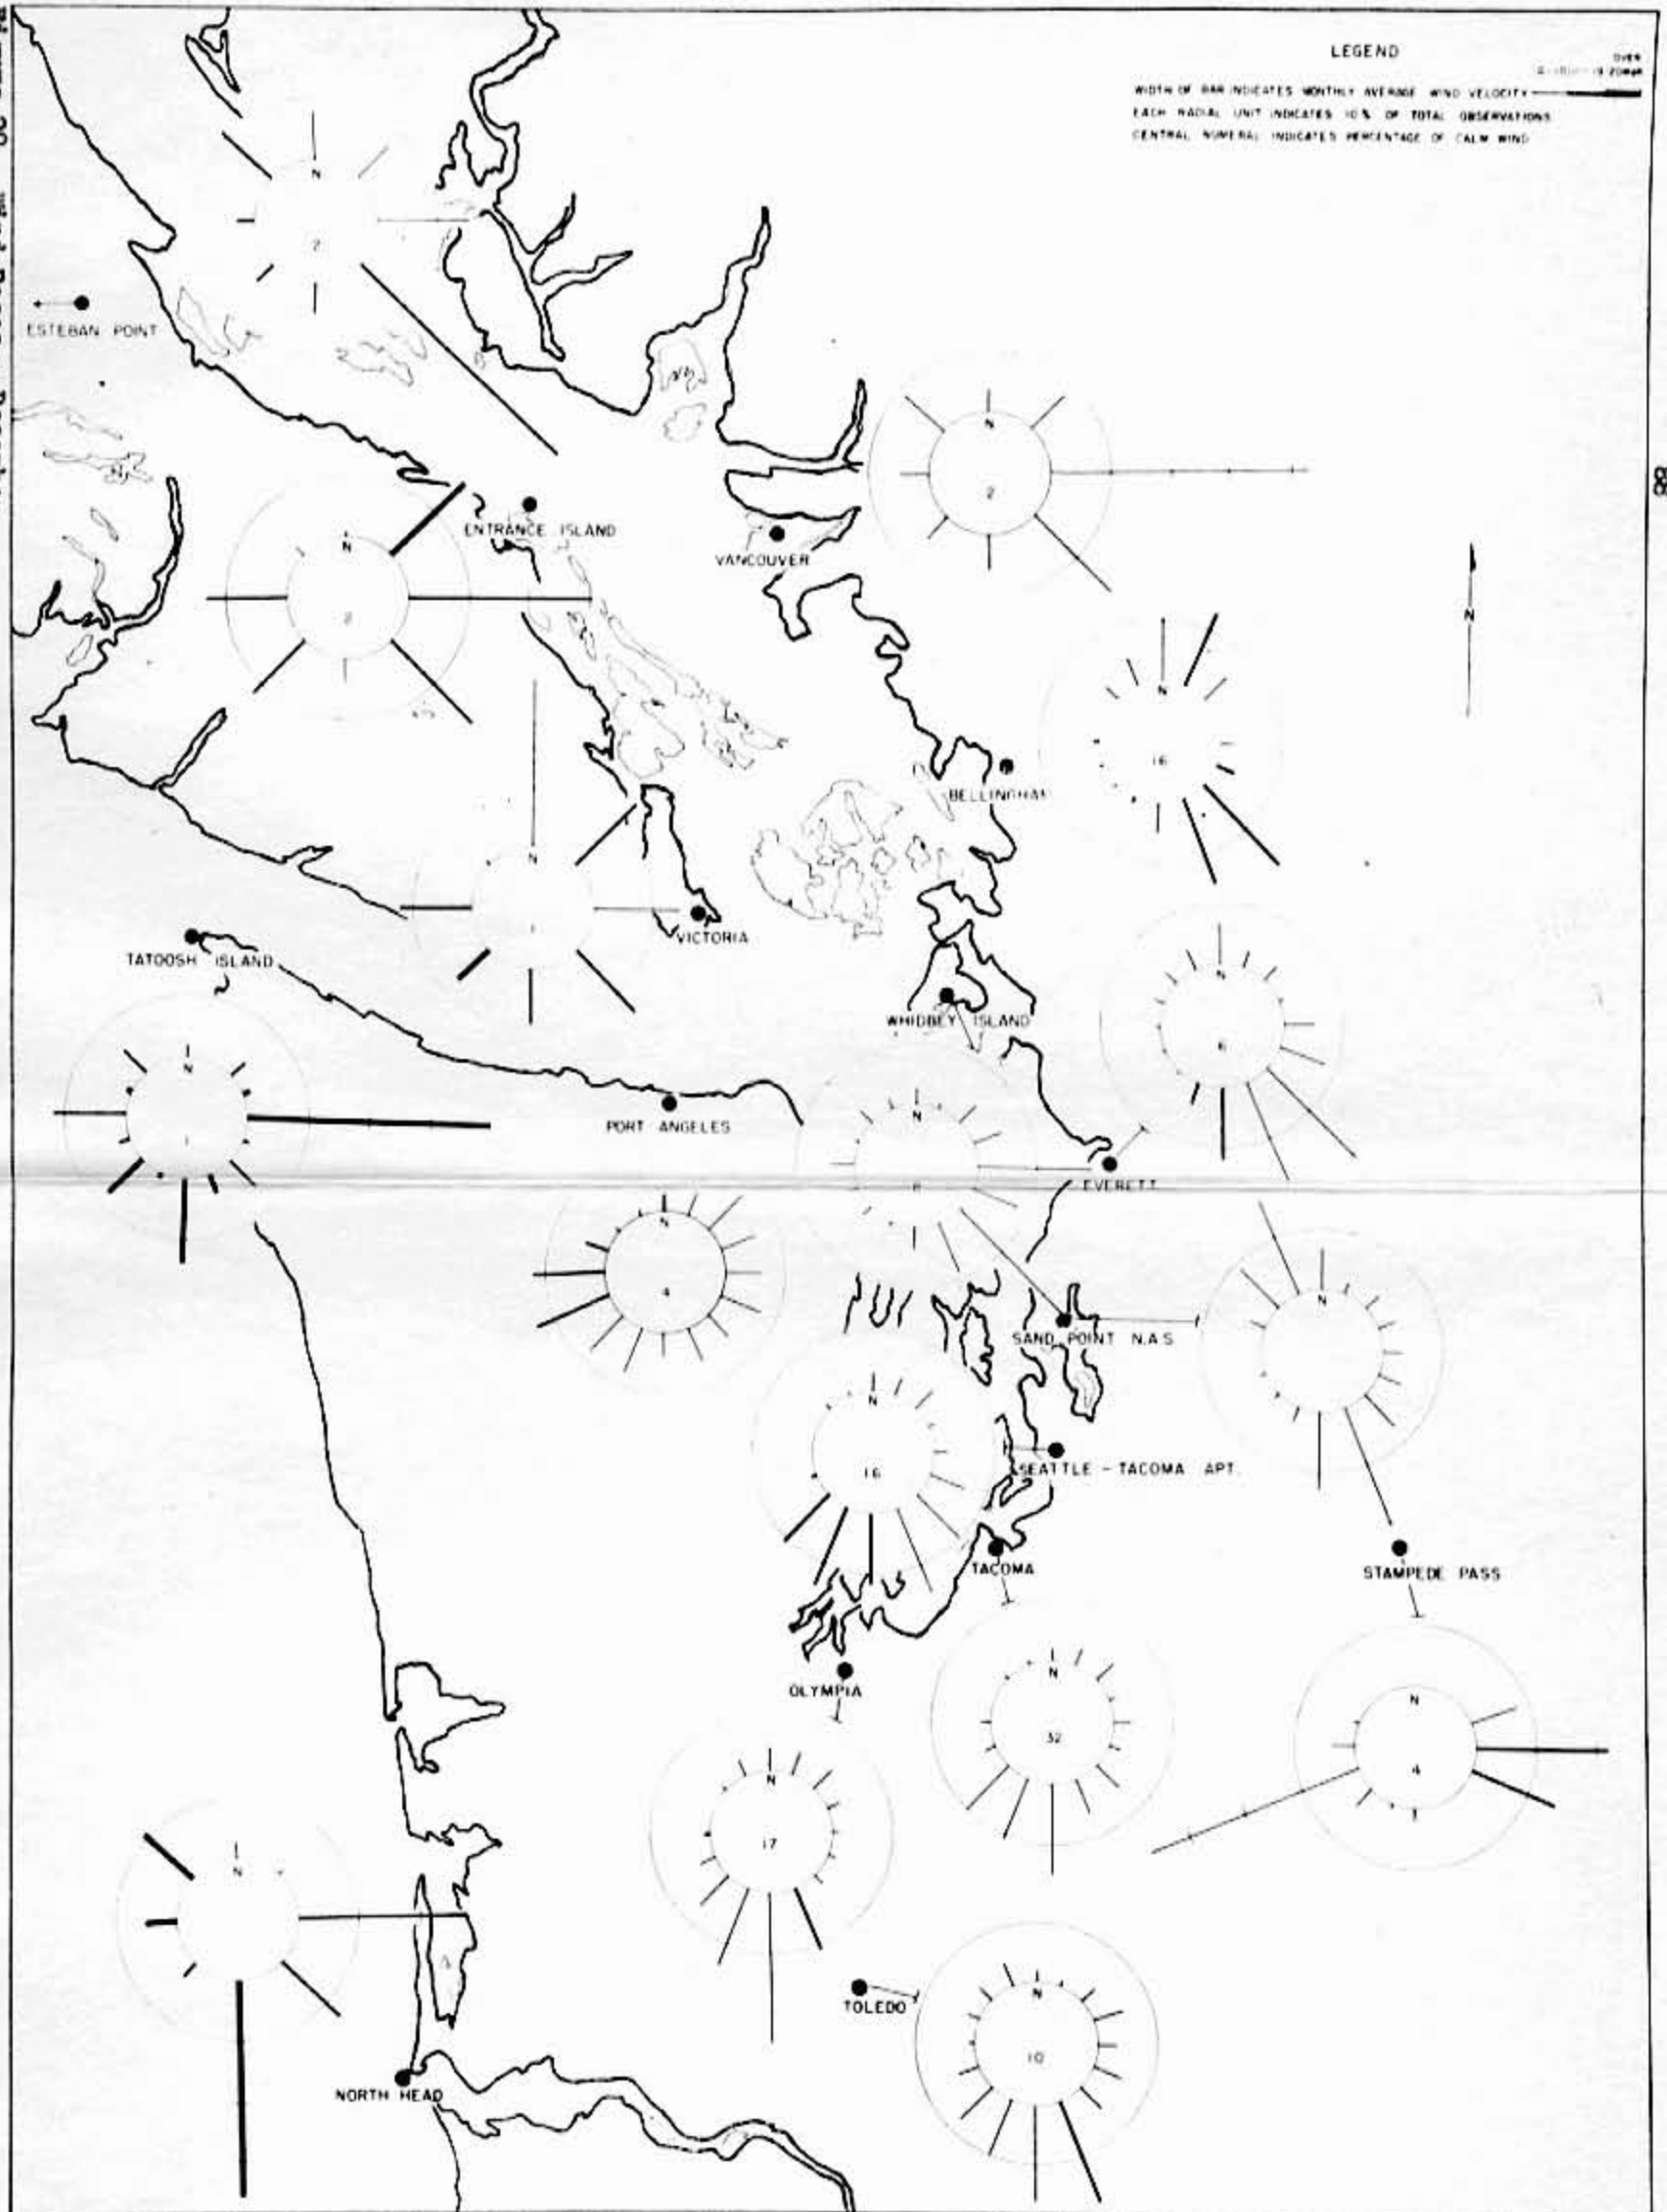 LEGEND
OVER
WIDTH OF BAR INDICATES MONTHLY AVERAGE WIND VELOCITY
EACH RADIAL UNIT INDICATES 10% OF TOTAL OBSERVATIONS
CENTRAL NUMERAL INDICATES PERCENTAGE OF CALM WIND
N
2
ESTEBAN POINT
N
2
88
ENTRANCE ISLAND
VANCOUVER
N
N
N
16
BELLINGHAM
N
VICTORIA
TATOOSH ISLAND
N
6
WHIDBEY ISLAND
N
N
PORT ANGELES
EVERETT
N
4
N
SAND POINT N.A.S
N
16
SEATTLE - TACOMA APT.
TACOMA
STAMPEDE PASS
OLYMPIA
N
32
N
4
N
17
N
TOLEDO
N
10
NORTH HEAD